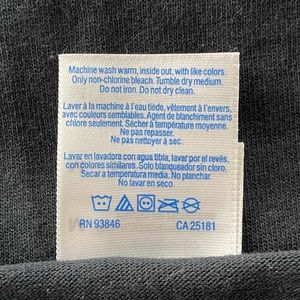 Machine wash warm, inside out, with like colors.
Only non-chlorine bleach. Tumble dry medium.
Do not iron. Do not dry clean.
Laver à la machine à l'eau tiède, vêtement à l'envers,
avec couleurs semblables. Agent de blanchiment sans
chlore seulement. Sécher à température moyenne.
Ne pas repasser.
Ne pas nettoyer à sec.
Lavar en lavadora con agua tibia, lavar por el revés,
con colores similares. Solo blanqueador sin cloro.
Secar a temperatura media. No planchar.
No lavar en seco.
RN 93846 CA 25181